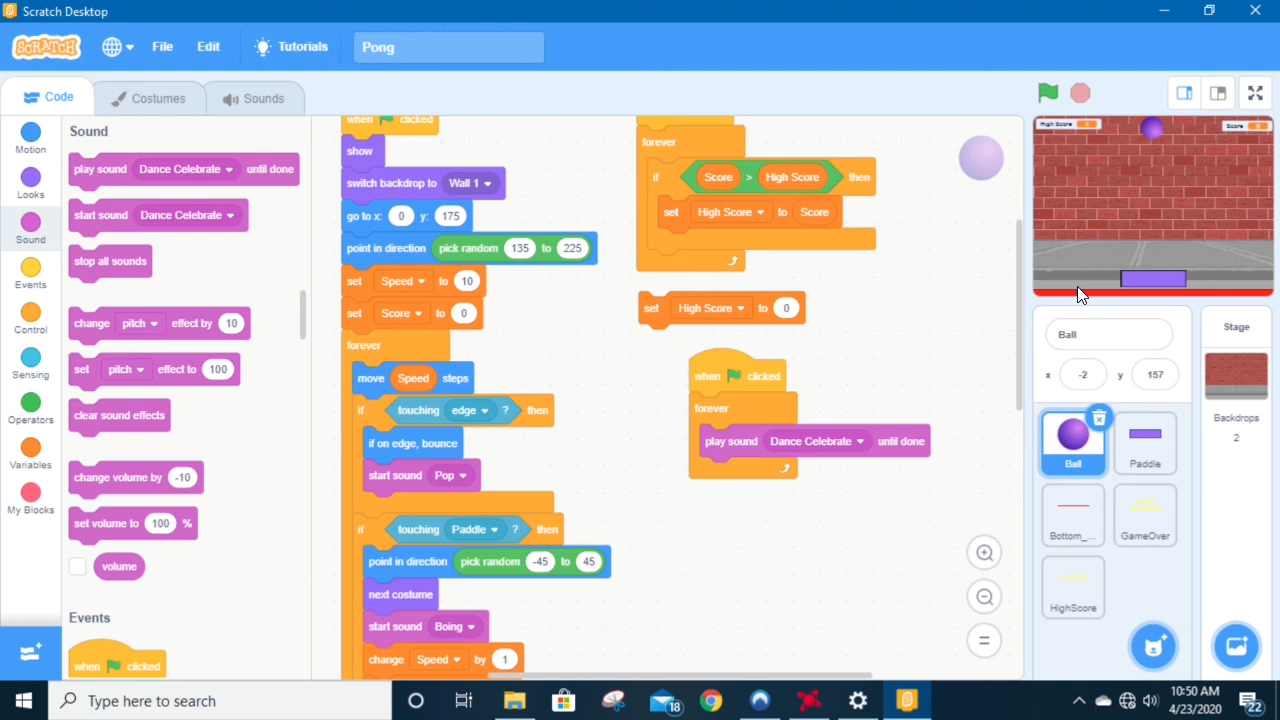 Scratch Desktop
SCRATCH
File
Edit
Tutorials
Pong
Code
Costumes
Sounds
Motion
Looks
Sound
Events
Control
Sensing
Operators
Variables
My Blocks
Sound
play sound Dance Celebrate until done
start sound Dance Celebrate
stop all sounds
change pitch effect by 10
set pitch effect to 100
clear sound effects
change volume by -10
set volume to 100 %
volume
Events
when clicked
when clicked
show
switch backdrop to Wall 1
go to x: 0 y: 175
point in direction pick random 135 to 225
set Speed to 10
set Score to 0
forever
move Speed steps
if touching edge ? then
if on edge, bounce
start sound Pop
if touching Paddle ? then
point in direction pick random -45 to 45
next costume
start sound Boing
change Speed by 1
forever
if Score > High Score then
set High Score to Score
set High Score to 0
when clicked
forever
play sound Dance Celebrate until done
High Score
Score
Ball
x -2 y 157
Ball
Paddle
Bottom_...
GameOver
HighScore
Stage
Backdrops
2
Type here to search
18
10:50 AM
4/23/2020
22